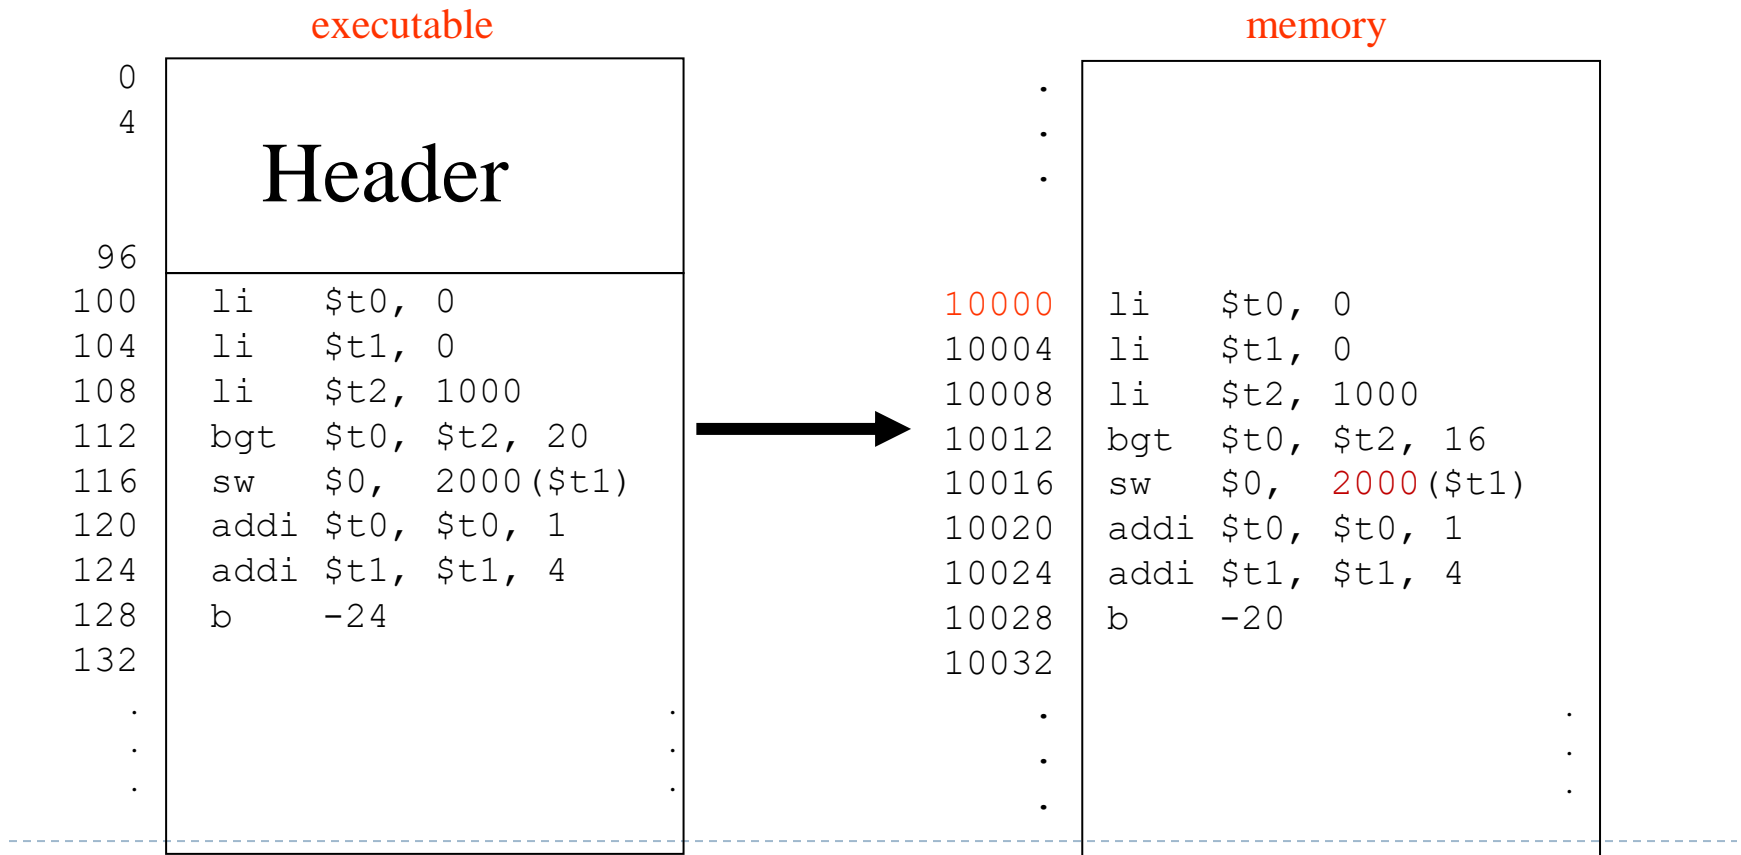 executable
0
4
Header
96
100 li $t0, 0
104 li $t1, 0
108 li $t2, 1000
112 bgt $t0, $t2, 20
116 sw $0, 2000($t1)
120 addi $t0, $t0, 1
124 addi $t1, $t1, 4
128 b -24
132
.
.
.
memory
.
.
.
10000 li $t0, 0
10004 li $t1, 0
10008 li $t2, 1000
10012 bgt $t0, $t2, 16
10016 sw $0, 2000($t1)
10020 addi $t0, $t0, 1
10024 addi $t1, $t1, 4
10028 b -20
10032
.
.
.